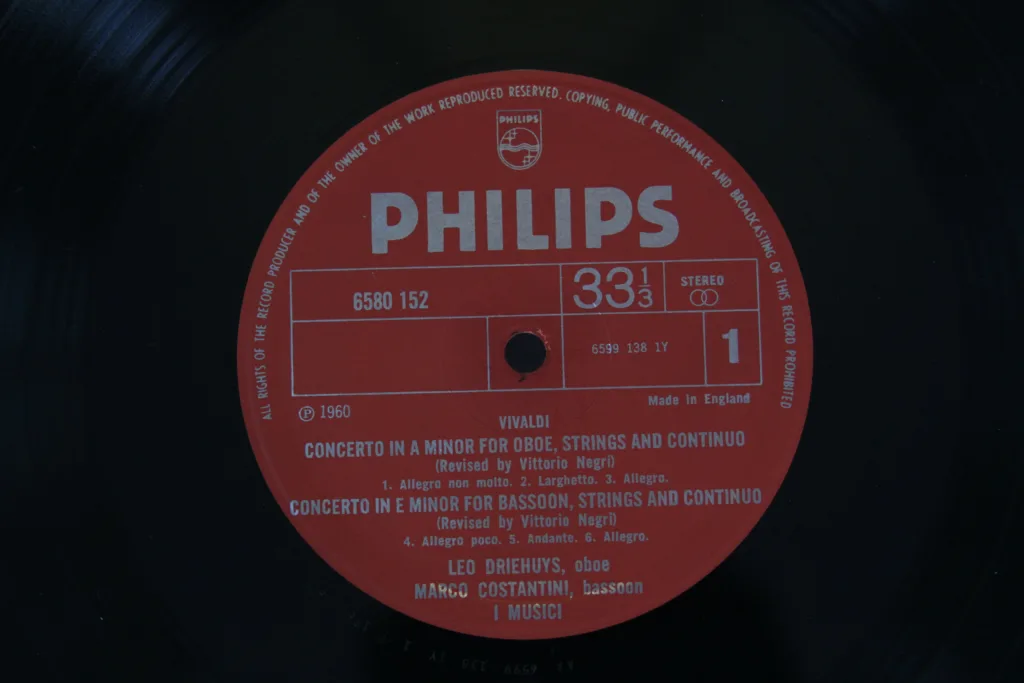 ALL RIGHTS OF THE RECORD PRODUCER AND OF THE OWNER OF THE WORK REPRODUCED RESERVED. COPYING, PUBLIC PERFORMANCE AND BROADCASTING OF THIS RECORD PROHIBITED
PHILIPS
PHILIPS
6580 152
33 1/3
STEREO
6599 138 1Y
1
Made in England
Ⓟ 1960
VIVALDI
CONCERTO IN A MINOR FOR OBOE, STRINGS AND CONTINUO
(Revised by Vittorio Negri)
1. Allegro non molto. 2. Larghetto. 3. Allegro.
CONCERTO IN E MINOR FOR BASSOON, STRINGS AND CONTINUO
(Revised by Vittorio Negri)
4. Allegro poco. 5. Andante. 6. Allegro.
LEO DRIEHUYS, oboe
MARCO COSTANTINI, bassoon
I MUSICI